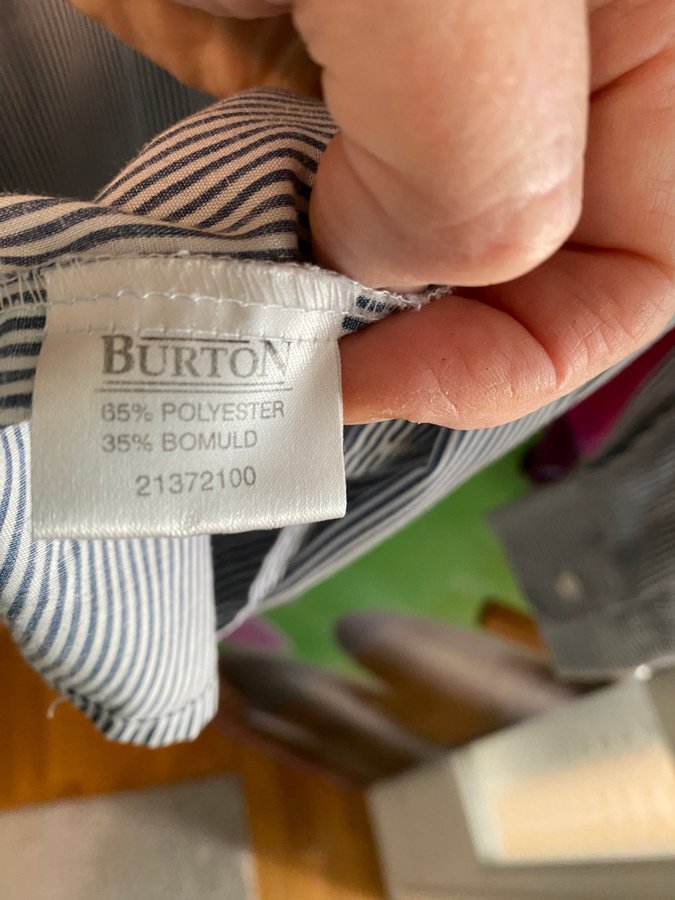 BURTON
65% POLYESTER
35% BOMULD
21372100